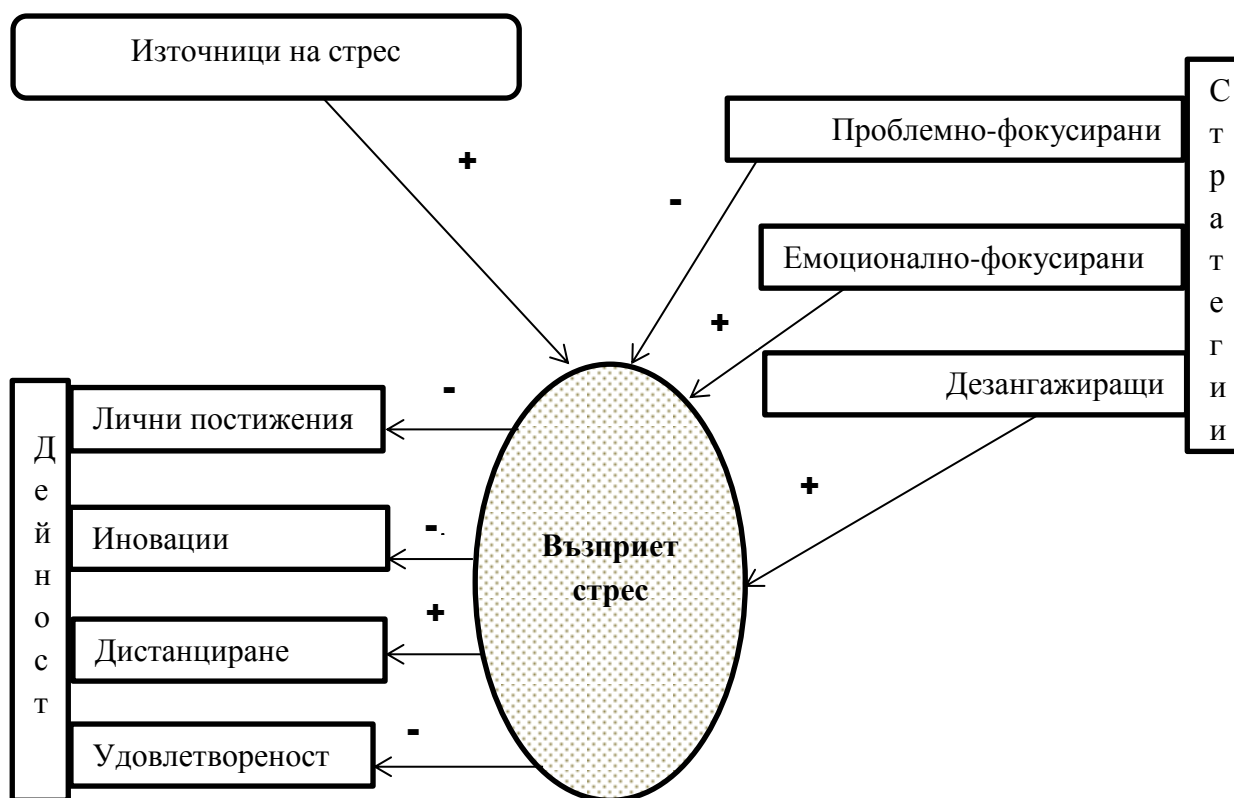 Източници на стрес
+
-
Проблемно-фокусирани
Емоционално-фокусирани
+
Дезангажиращи
+
Стратегии
Дейност
Лични постижения
-
Иновации
-.
Дистанциране
+
Удовлетвореност
-
Възприет
стрес